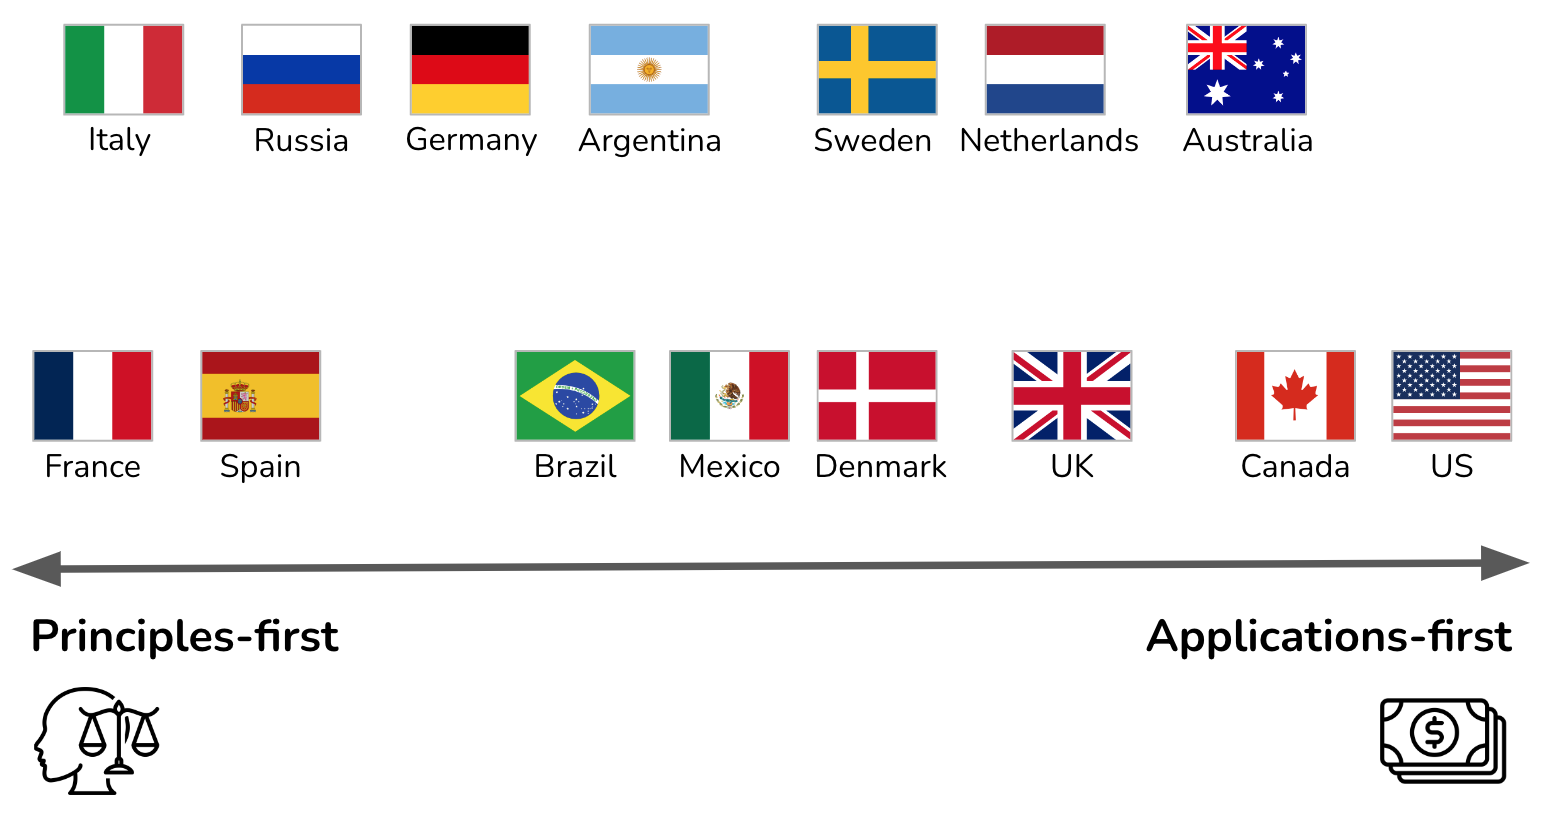 Italy Russia Germany Argentina Sweden Netherlands Australia
France Spain Brazil Mexico Denmark UK Canada US
Principles-first Applications-first
$